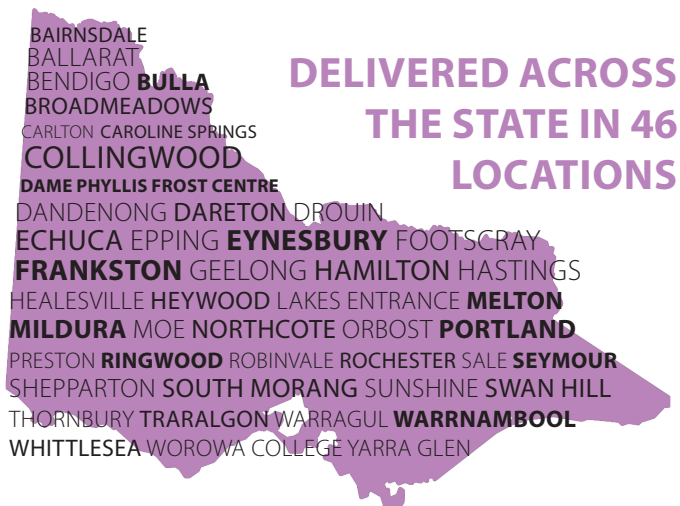 BAIRNSDALE
BALLARAT
BENDIGO BULLA
BROADMEADOWS
CARLTON CAROLINE SPRINGS
COLLINGWOOD
DAME PHYLLIS FROST CENTRE
DANDENONG DARETON DROUIN
ECHUCA EPPING EYNESBURY FOOTSCRAY
FRANKSTON GEELONG HAMILTON HASTINGS
HEALESVILLE HEYWOOD LAKES ENTRANCE MELTON
MILDURA MOE NORTHCOTE ORBOST PORTLAND
PRESTON RINGWOOD ROBINVALE ROCHESTER SALE SEYMOUR
SHEPPARTON SOUTH MORANG SUNSHINE SWAN HILL
THORNBURY TRARALGON WARRAGUL WARRNAMBOOL
WHITTLESEA WOROWA COLLEGE YARRA GLEN
DELIVERED ACROSS
THE STATE IN 46
LOCATIONS